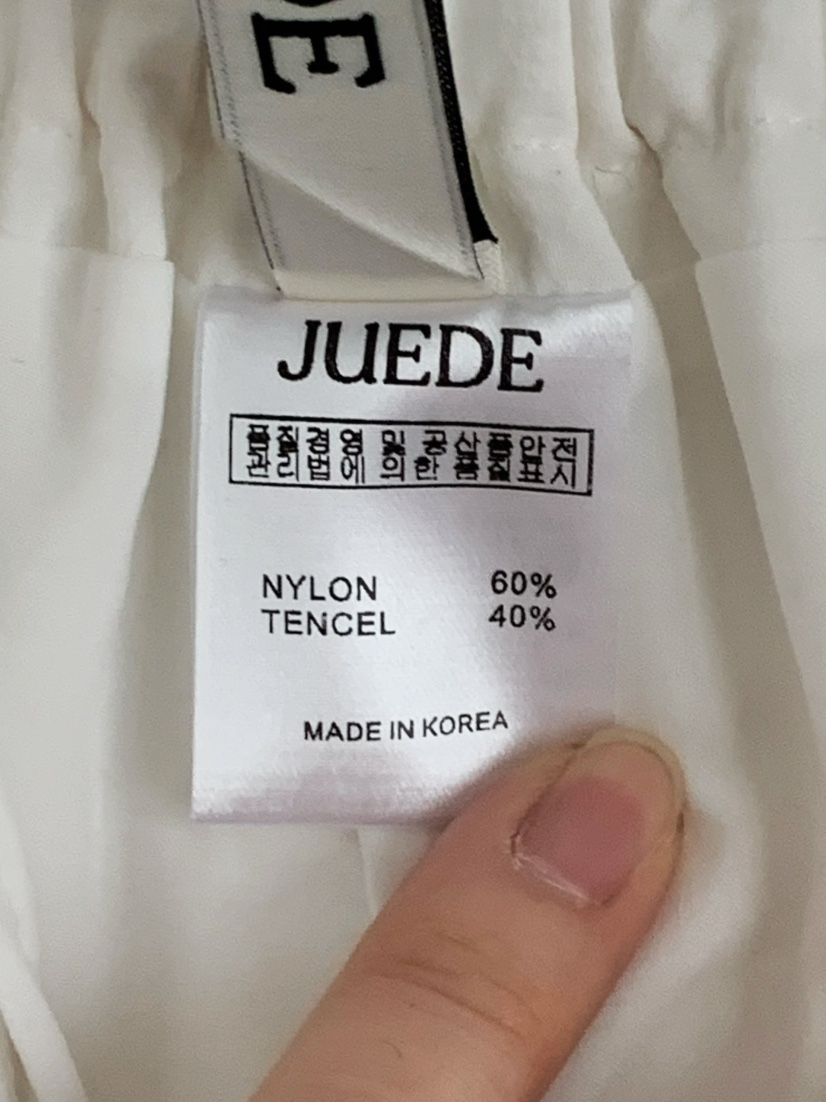 DE
JUEDE
품질경영 및 공산품안전
관리법에 의한 품질표시
NYLON 60%
TENCEL 40%
MADE IN KOREA